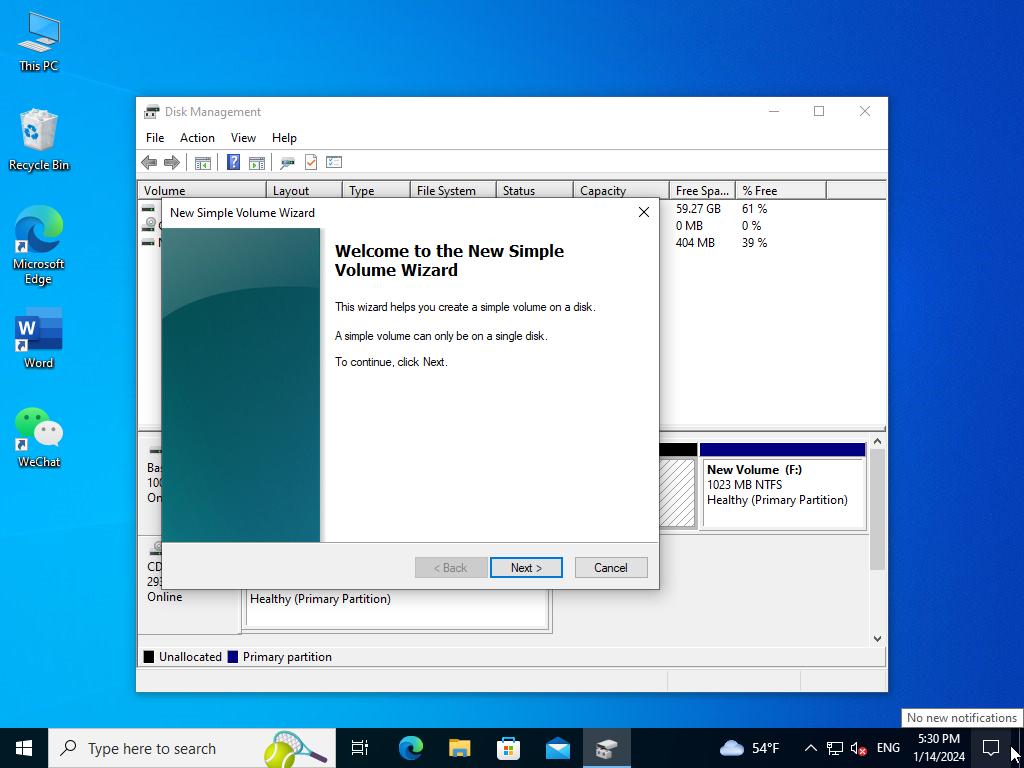 This PC
Recycle Bin
Microsoft
Edge
Word
WeChat
Disk Management
File Action View Help
Volume Layout Type File System Status Capacity Free Spa... % Free
59.27 GB 61 %
0 MB 0 %
404 MB 39 %
New Simple Volume Wizard
Welcome to the New Simple
Volume Wizard
This wizard helps you create a simple volume on a disk.
A simple volume can only be on a single disk.
To continue, click Next.
< Back Next > Cancel
Bas
100
On
New Volume (F:)
1023 MB NTFS
Healthy (Primary Partition)
CD
293
Online
Healthy (Primary Partition)
Unallocated Primary partition
No new notifications
Type here to search
54°F
ENG
5:30 PM
1/14/2024